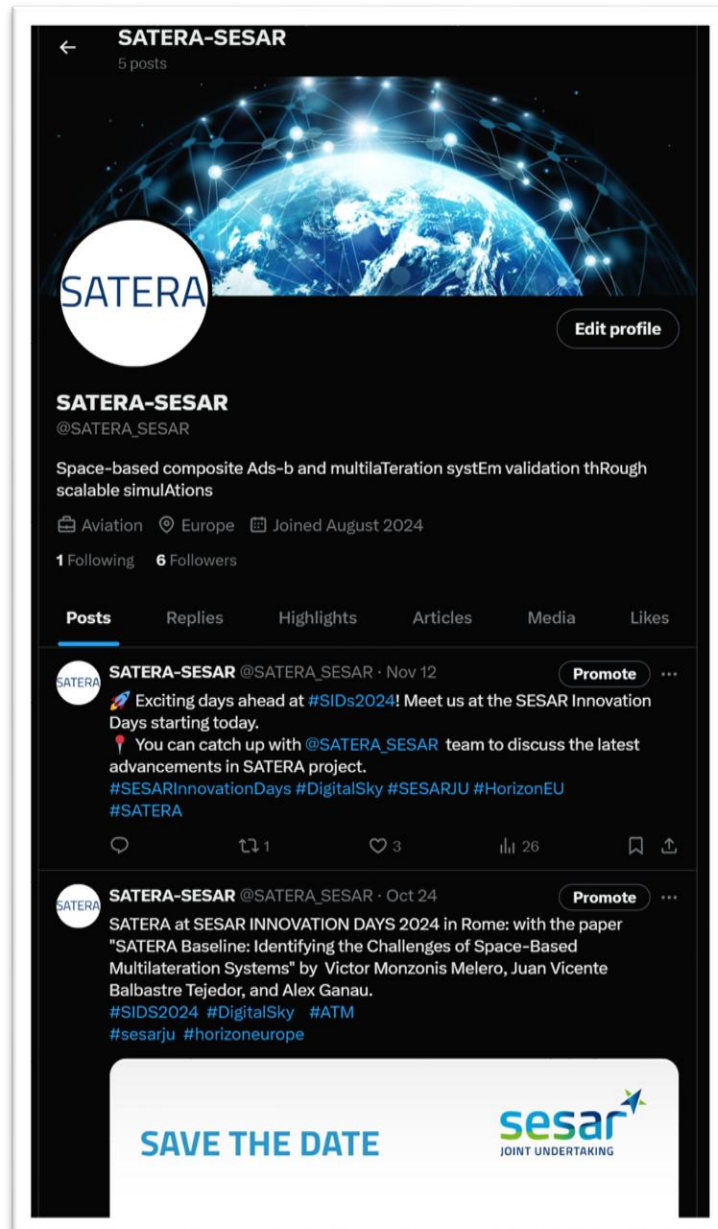 SATERA-SESAR
5 posts
SATERA
Edit profile
SATERA-SESAR
@SATERA_SESAR
Space-based composite Ads-b and multilaTeration systEm validation thRough
scalable simulAtions
Aviation Europe Joined August 2024
1 Following 6 Followers
Posts Replies Highlights Articles Media Likes
SATERA
SATERA-SESAR @SATERA_SESAR · Nov 12 Promote ···
🚀 Exciting days ahead at #SIDs2024! Meet us at the SESAR Innovation
Days starting today.
📍 You can catch up with @SATERA_SESAR team to discuss the latest
advancements in SATERA project.
#SESARInnovationDays #DigitalSky #SESARJU #HorizonEU
#SATERA
1 3 26
SATERA
SATERA-SESAR @SATERA_SESAR · Oct 24 Promote ···
SATERA at SESAR INNOVATION DAYS 2024 in Rome: with the paper
"SATERA Baseline: Identifying the Challenges of Space-Based
Multilateration Systems" by Victor Monzonis Melero, Juan Vicente
Balbastre Tejedor, and Alex Ganau.
#SIDS2024 #DigitalSky #ATM
#sesarju #horizoneurope
SAVE THE DATE
sesar
JOINT UNDERTAKING